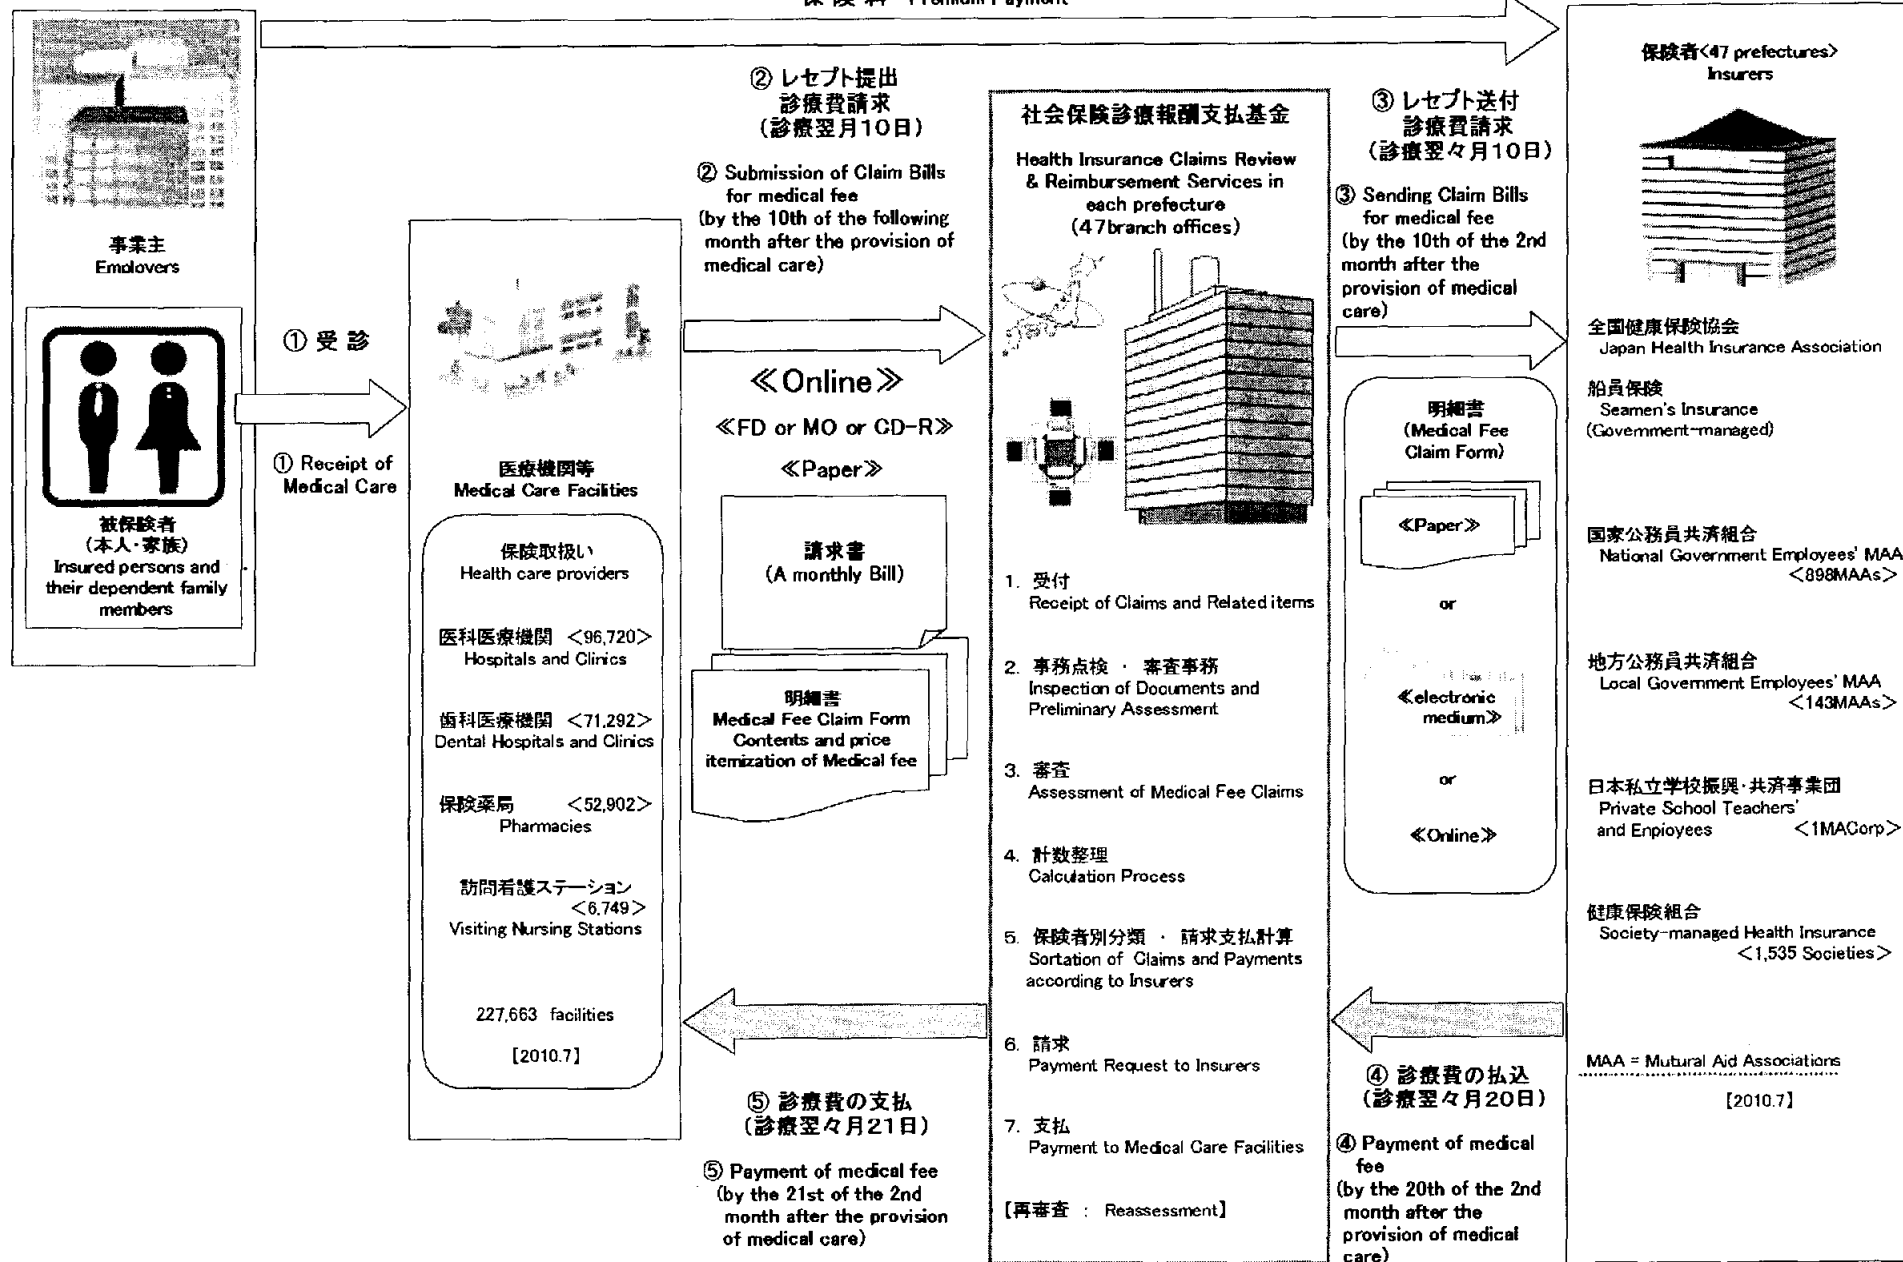 保険料 Premium Payment
事業主
Emplovers
被保険者
(本人・家族)
Insured persons and
their dependent family
members
① 受診
① Receipt of
Medical Care
医療機関等
Medical Care Facilities
保険取扱い
Health care providers
医科医療機関 <96,720>
Hospitals and Clinics
歯科医療機関 <71,292>
Dental Hospitals and Clinics
保険薬局 <52,902>
Pharmacies
訪問看護ステーション
<6,749>
Visiting Nursing Stations
227,663 facilities
【2010.7】
② レセプト提出
診療費請求
(診療翌月10日)
② Submission of Claim Bills
for medical fee
(by the 10th of the following
month after the provision of
medical care)
≪Online≫
≪FD or MO or CD-R≫
≪Paper≫
請求書
(A monthly Bill)
明細書
Medical Fee Claim Form
Contents and price
itemization of Medical fee
⑤ 診療費の支払
(診療翌々月21日)
⑤ Payment of medical fee
(by the 21st of the 2nd
month after the provision
of medical care)
社会保険診療報酬支払基金
Health Insurance Claims Review
& Reimbursement Services in
each prefecture
(47branch offices)
1. 受付
Receipt of Claims and Related items
2. 事務点検 ・ 審査事務
Inspection of Documents and
Preliminary Assessment
3. 審査
Assessment of Medical Fee Claims
4. 計数整理
Calculation Process
5. 保険者別分類 ・ 請求支払計算
Sortation of Claims and Payments
according to Insurers
6. 請求
Payment Request to Insurers
7. 支払
Payment to Medical Care Facilities
【再審査 : Reassessment】
③ レセプト送付
診療費請求
(診療翌々月10日)
③ Sending Claim Bills
for medical fee
(by the 10th of the 2nd
month after the
provision of medical
care)
明細書
(Medical Fee
Claim Form)
≪Paper≫
or
≪electronic
medium≫
or
≪Online≫
④ 診療費の払込
(診療翌々月20日)
④ Payment of medical
fee
(by the 20th of the 2nd
month after the
provision of medical
care)
保険者<47 prefectures>
Insurers
全国健康保険協会
Japan Health Insurance Association
船員保険
Seamen's Insurance
(Government-managed)
国家公務員共済組合
National Government Employees' MAA
<898MAAs>
地方公務員共済組合
Local Government Employees' MAA
<143MAAs>
日本私立学校振興・共済事業団
Private School Teachers'
and Enpioyees <1MACorp>
健康保険組合
Society-managed Health Insurance
<1,535 Societies>
MAA = Mutural Aid Associations
【2010.7】